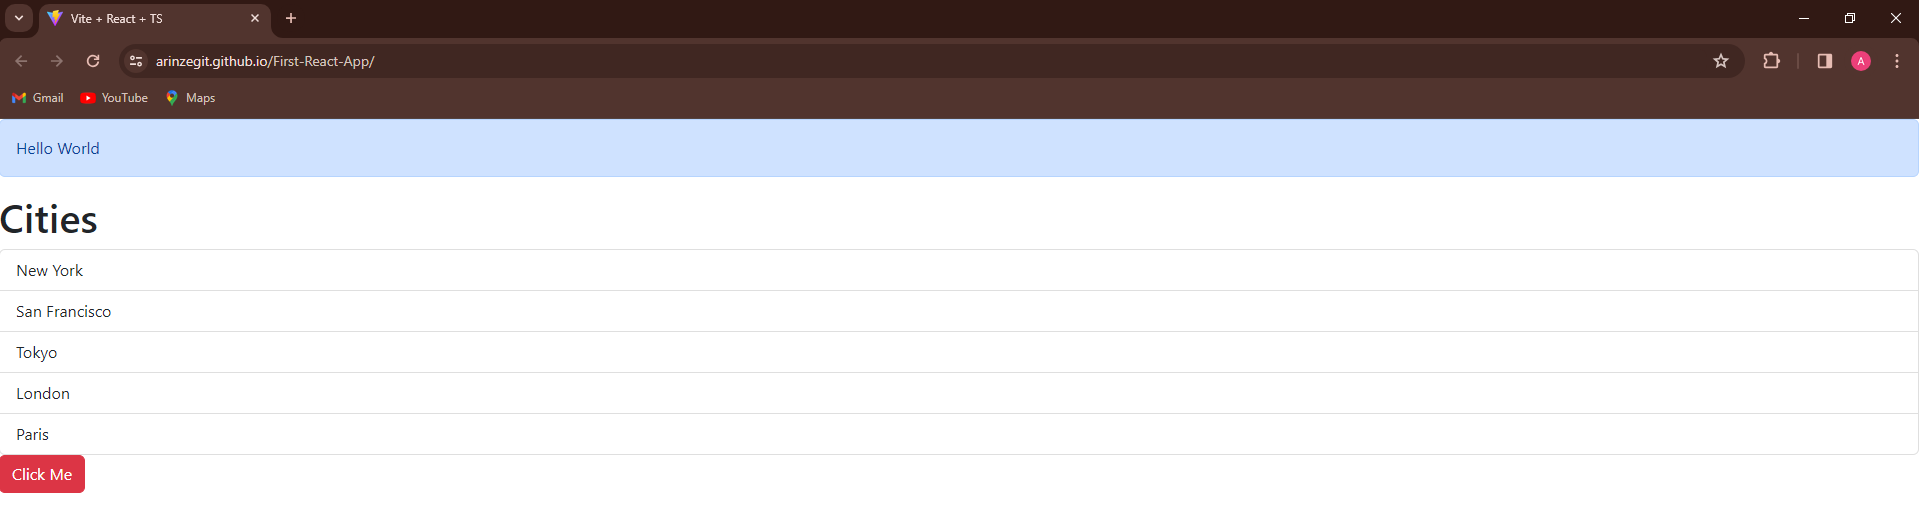 Vite + React + TS
arinzegit.github.io/First-React-App/
A
Gmail YouTube Maps
Hello World
Cities
New York
San Francisco
Tokyo
London
Paris
Click Me